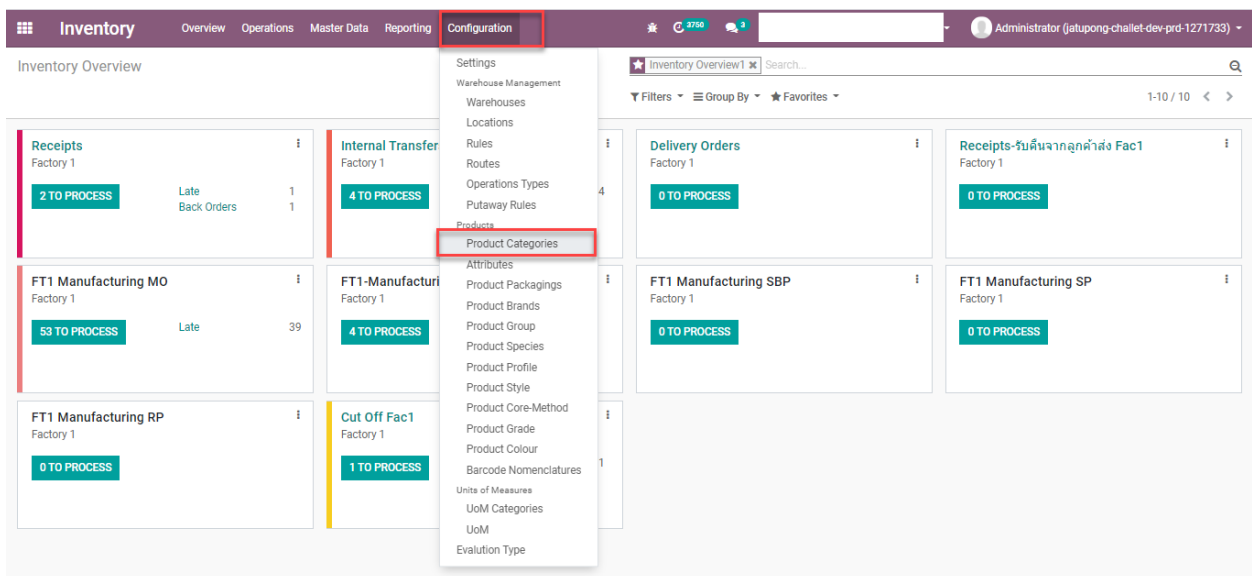 Inventory Overview Operations Master Data Reporting Configuration 3750 3 Administrator (jatupong-challet-dev-prd-1271733)
Inventory Overview
Inventory Overview1 Search...
Filters Group By Favorites 1-10 / 10
Settings
Warehouse Management
Warehouses
Locations
Rules
Routes
Operations Types
Putaway Rules
Products
Product Categories
Attributes
Product Packagings
Product Brands
Product Group
Product Species
Product Profile
Product Style
Product Core-Method
Product Grade
Product Colour
Barcode Nomenclatures
Units of Measures
UoM Categories
UoM
Evalution Type
Receipts
Factory 1
2 TO PROCESS
Late 1
Back Orders 1
Internal Transfer
Factory 1
4 TO PROCESS
4
Delivery Orders
Factory 1
0 TO PROCESS
Receipts-รับคืนจากลูกค้าส่ง Fac1
Factory 1
0 TO PROCESS
FT1 Manufacturing MO
Factory 1
53 TO PROCESS
Late 39
FT1-Manufacturi
Factory 1
4 TO PROCESS
FT1 Manufacturing SBP
Factory 1
0 TO PROCESS
FT1 Manufacturing SP
Factory 1
0 TO PROCESS
FT1 Manufacturing RP
Factory 1
0 TO PROCESS
Cut Off Fac1
Factory 1
1 TO PROCESS
1